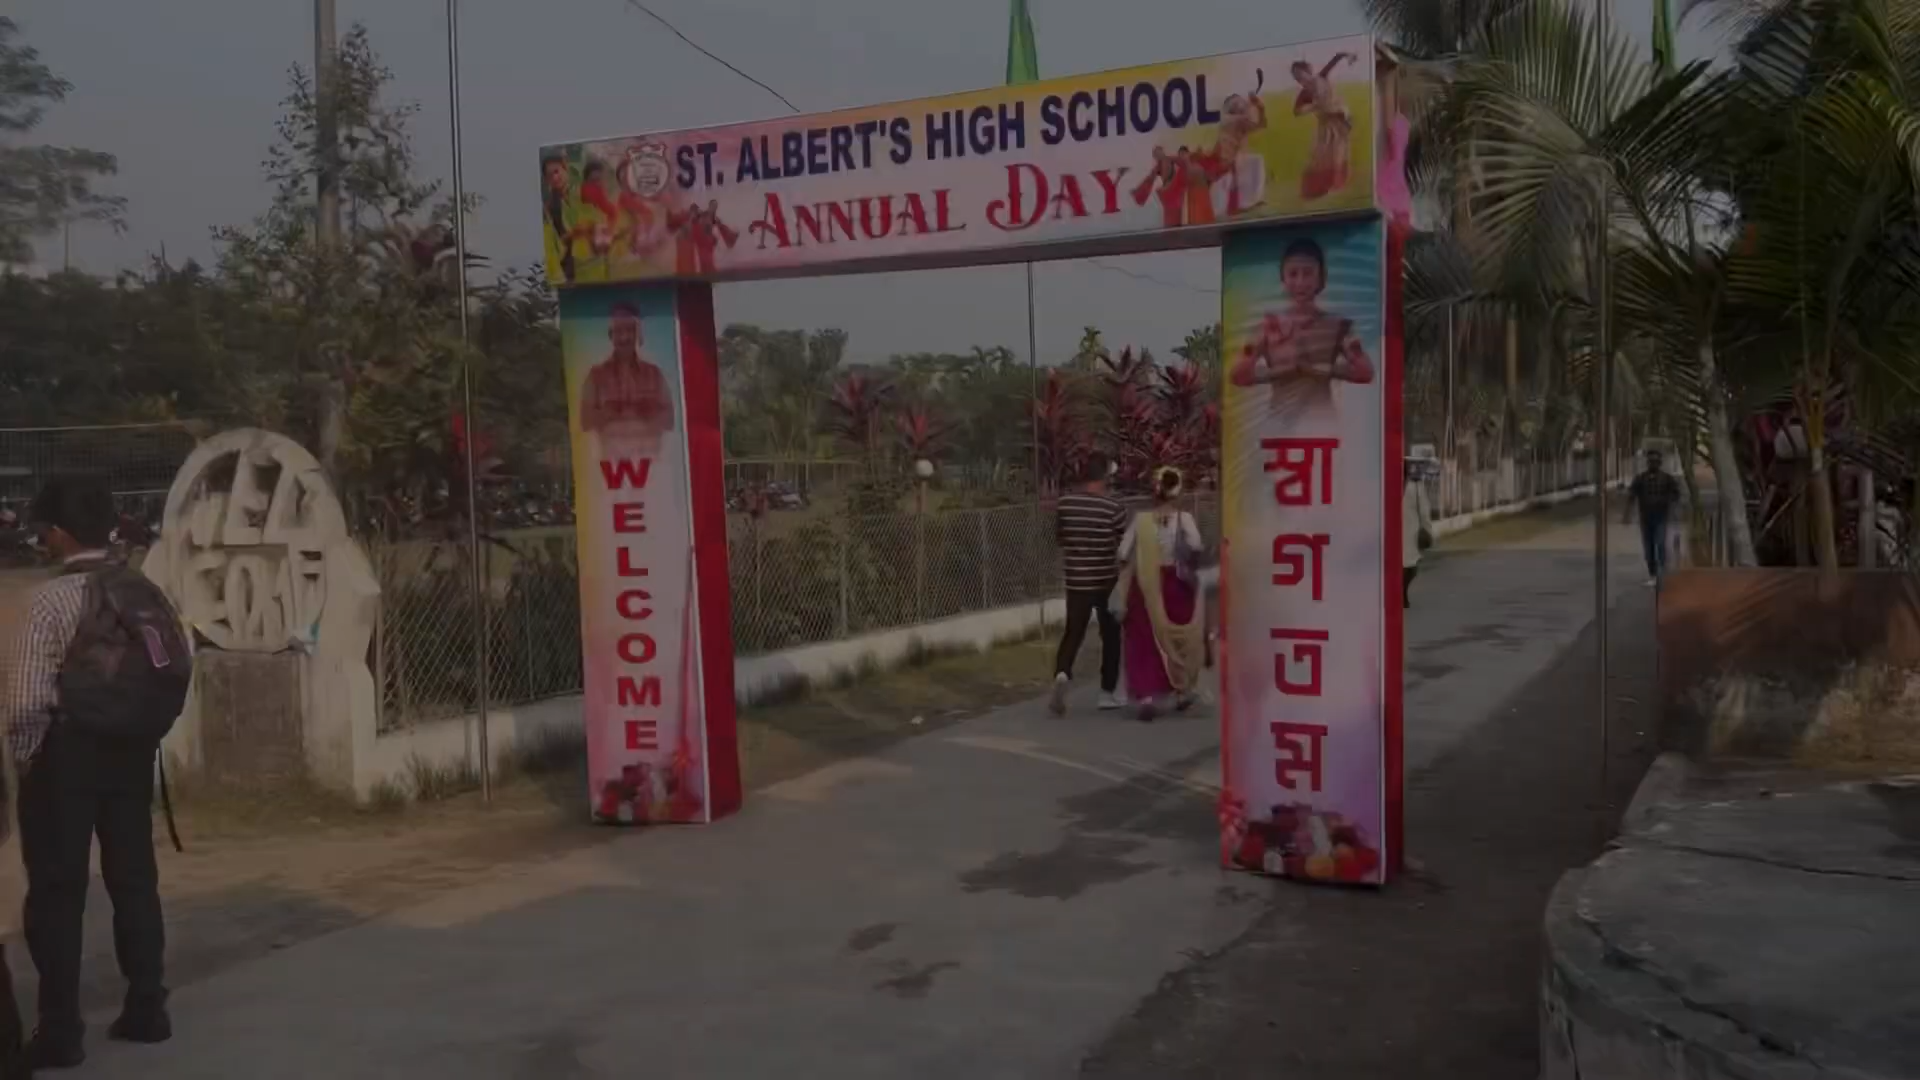 ST. ALBERT'S HIGH SCHOOL
ANNUAL DAY
WELCOME
স্বাগতম